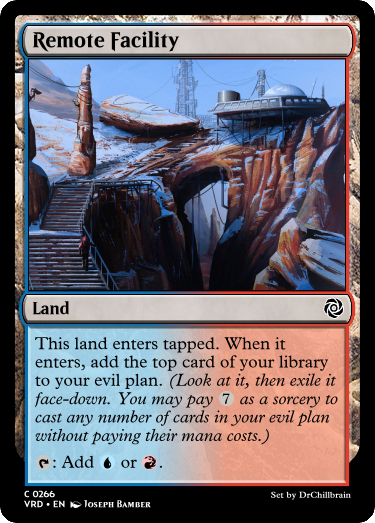 Remote Facility
Land
This land enters tapped. When it
enters, add the top card of your library
to your evil plan. (Look at it, then exile it
face-down. You may pay 7 as a sorcery to
cast any number of cards in your evil plan
without paying their mana costs.)
: Add or .
C 0266
VRD • EN Joseph Bamber
Set by DrChillbrain